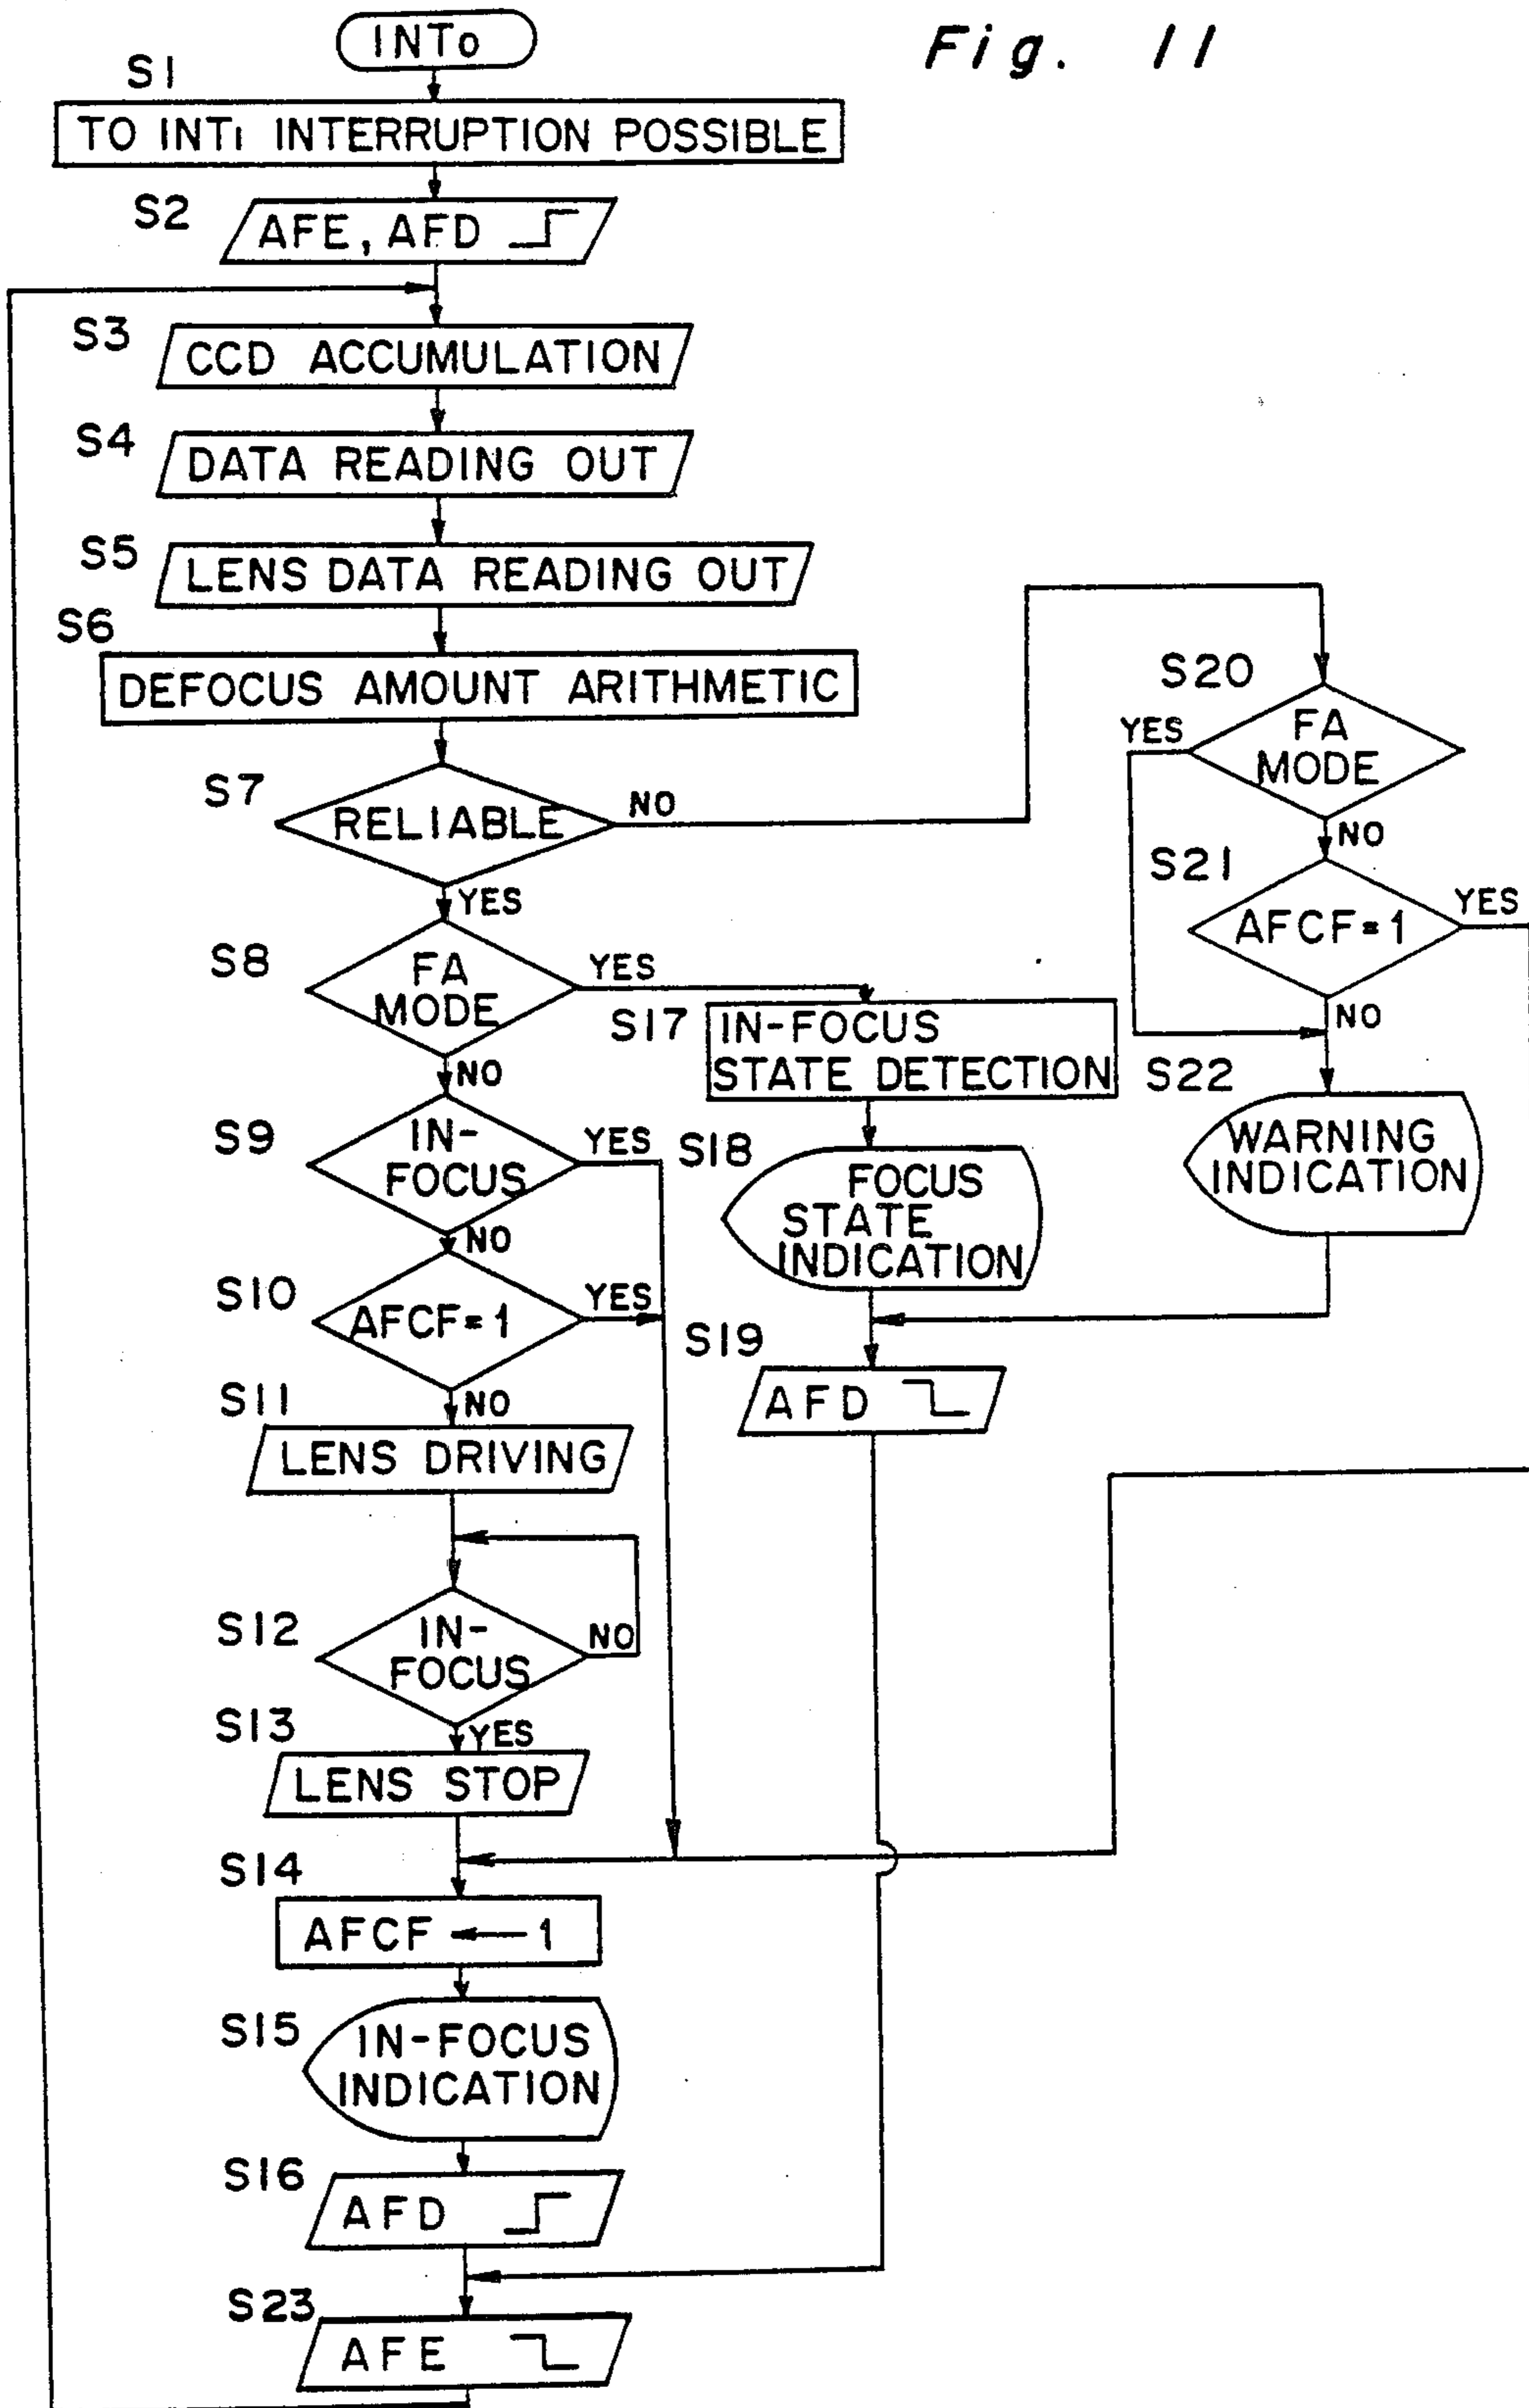 Fig. 11
INTo
S1
TO INT1 INTERRUPTION POSSIBLE
S2
AFE, AFD
S3
CCD ACCUMULATION
S4
DATA READING OUT
S5
LENS DATA READING OUT
S6
DEFOCUS AMOUNT ARITHMETIC
S7
RELIABLE
NO
YES
S8
FA
MODE
YES
NO
S9
IN-
FOCUS
YES
NO
S10
AFCF=1
YES
NO
S11
LENS DRIVING
S12
IN-
FOCUS
NO
YES
S13
LENS STOP
S14
AFCF ← 1
S15
IN-FOCUS
INDICATION
S16
AFD
S17
IN-FOCUS
STATE DETECTION
S18
FOCUS
STATE
INDICATION
S19
AFD
S20
FA
MODE
YES
NO
S21
AFCF=1
YES
NO
S22
WARNING
INDICATION
S23
AFE